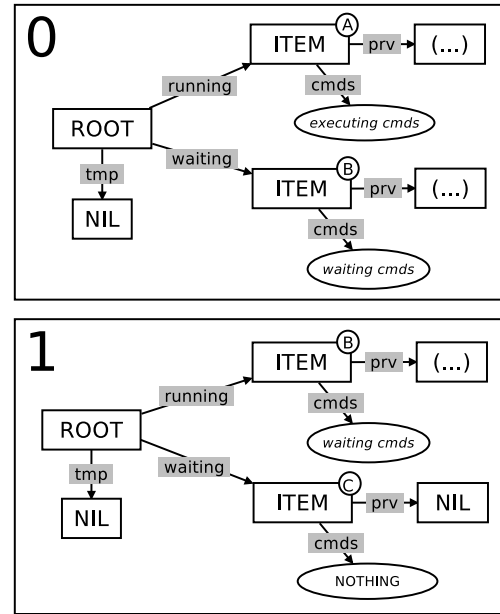 0
ITEM
A
prv
(...)
running
cmds
executing cmds
ROOT
waiting
tmp
NIL
ITEM
B
prv
(...)
cmds
waiting cmds
1
ITEM
B
prv
(...)
running
cmds
waiting cmds
ROOT
waiting
tmp
NIL
ITEM
C
prv
NIL
cmds
NOTHING